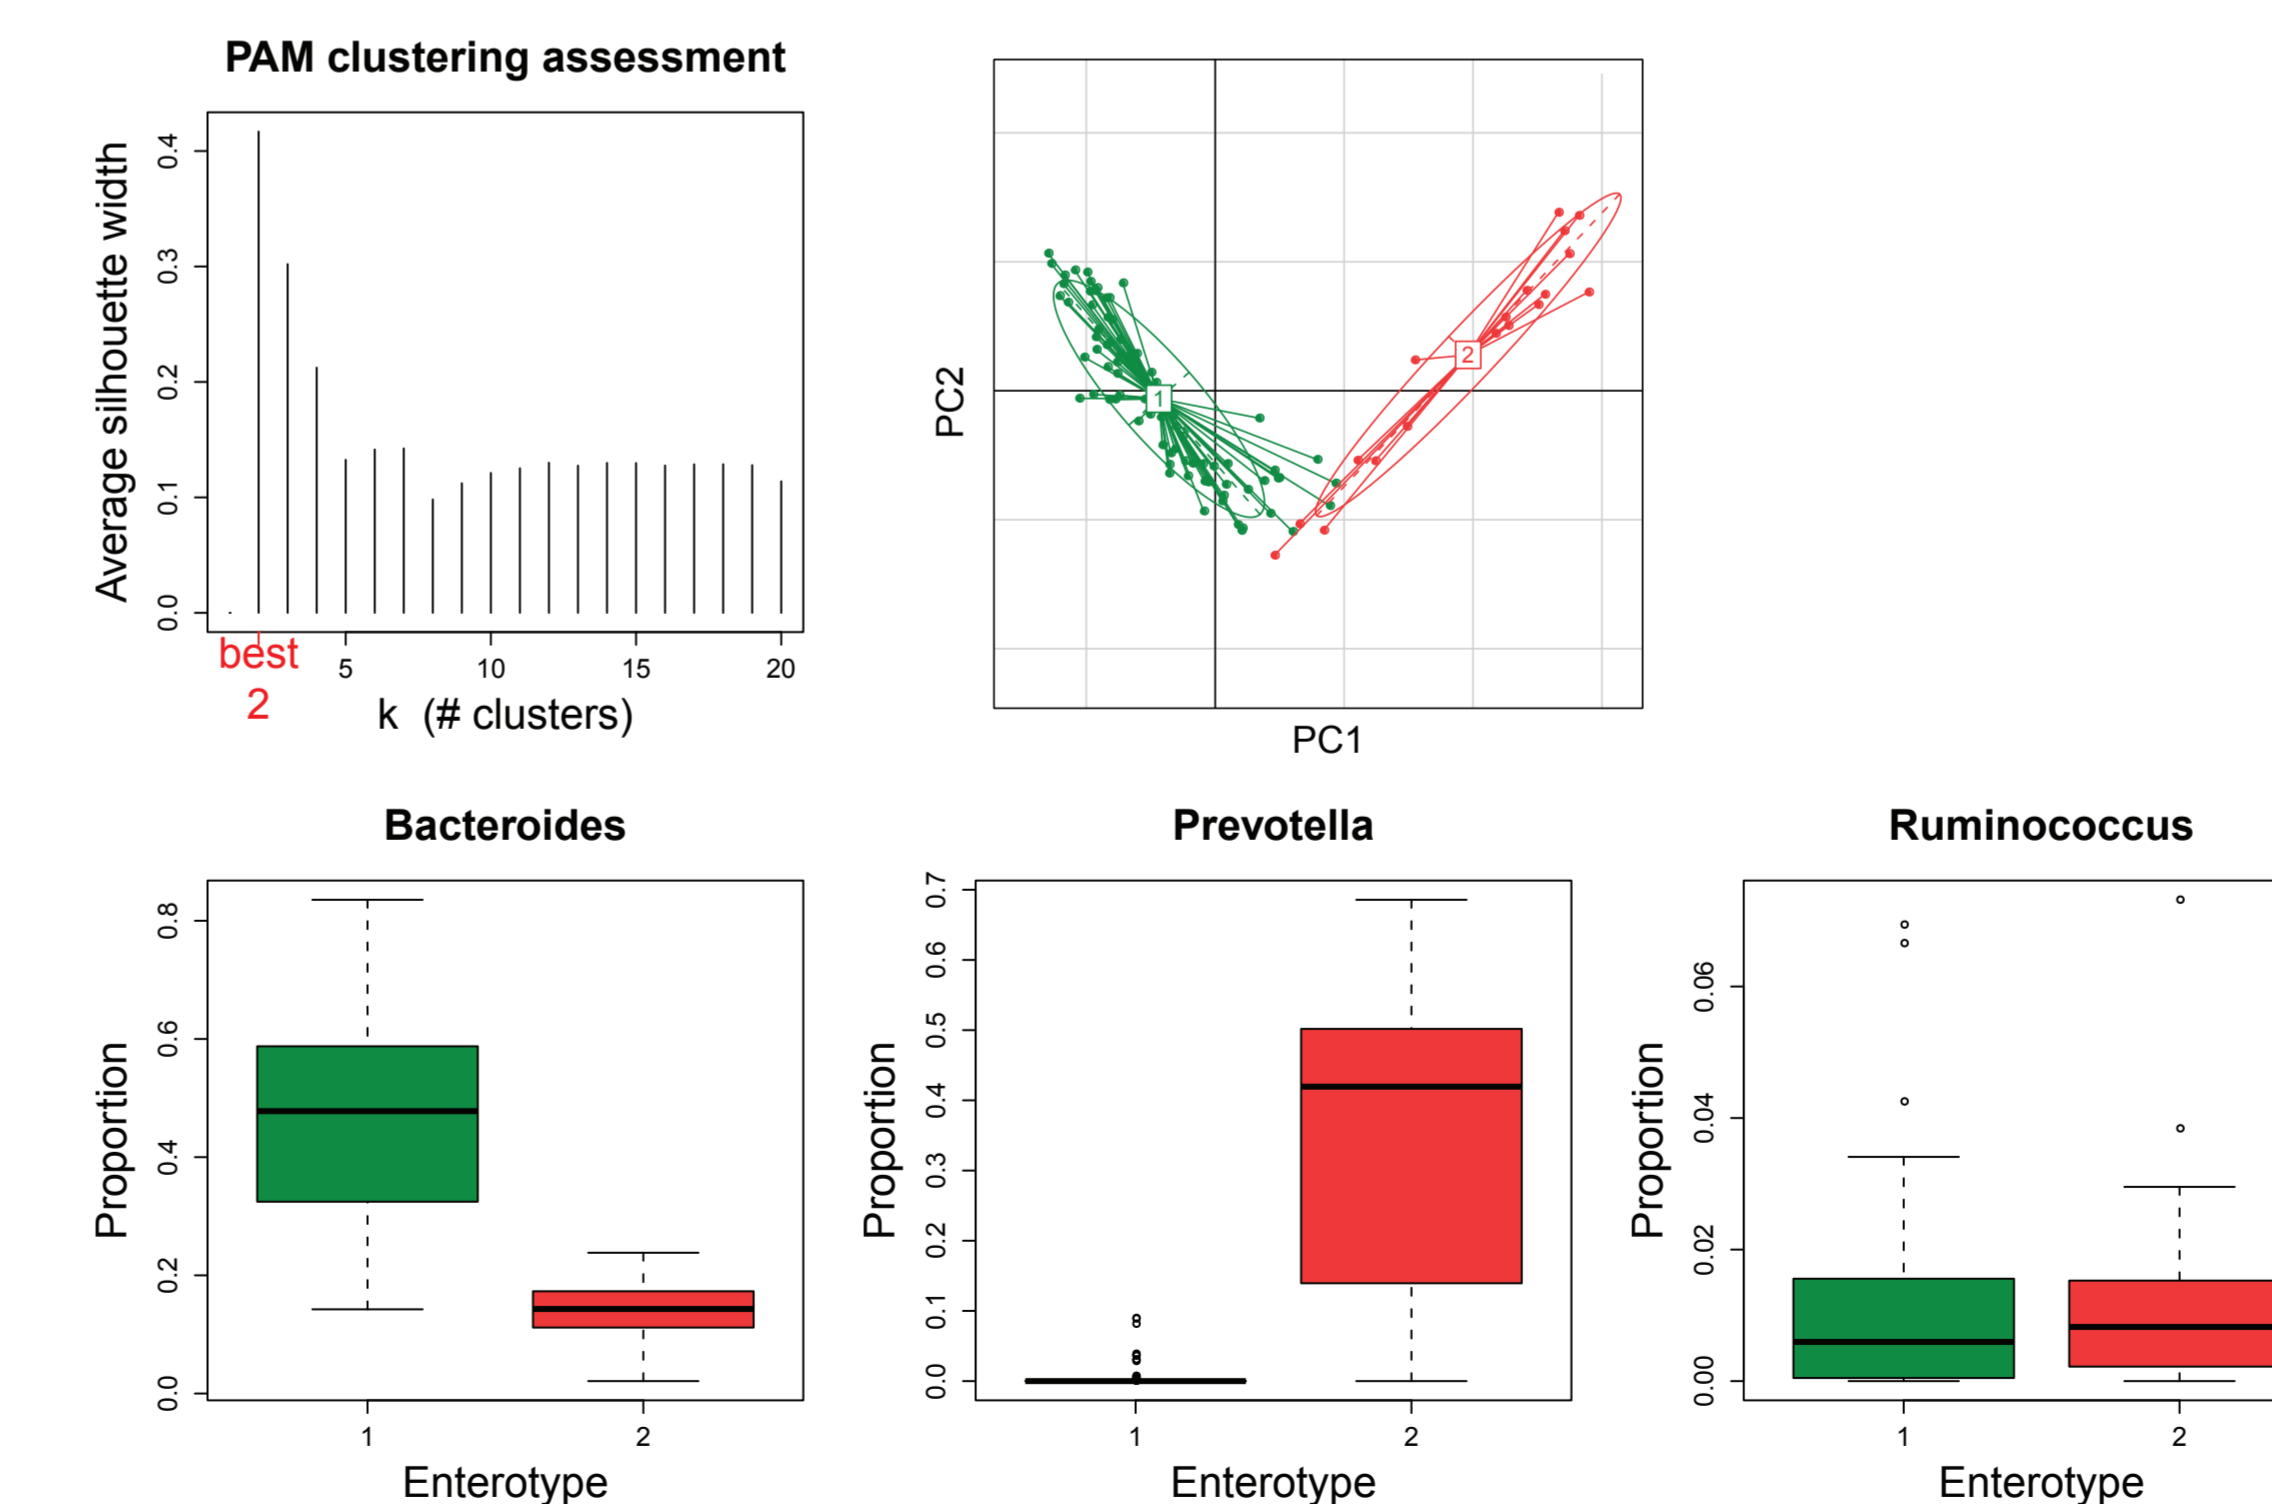 PAM clustering assessment
Average silhouette width
0.4
0.3
0.2
0.1
0.0
best
2
5
10
15
20
k (# clusters)
PC2
1
2
PC1
Bacteroides
Proportion
0.8
0.6
0.4
0.2
0.0
1
2
Enterotype
Prevotella
Proportion
0.7
0.6
0.5
0.4
0.3
0.2
0.1
0.0
1
2
Enterotype
Ruminococcus
Proportion
0.06
0.04
0.02
0.00
1
2
Enterotype